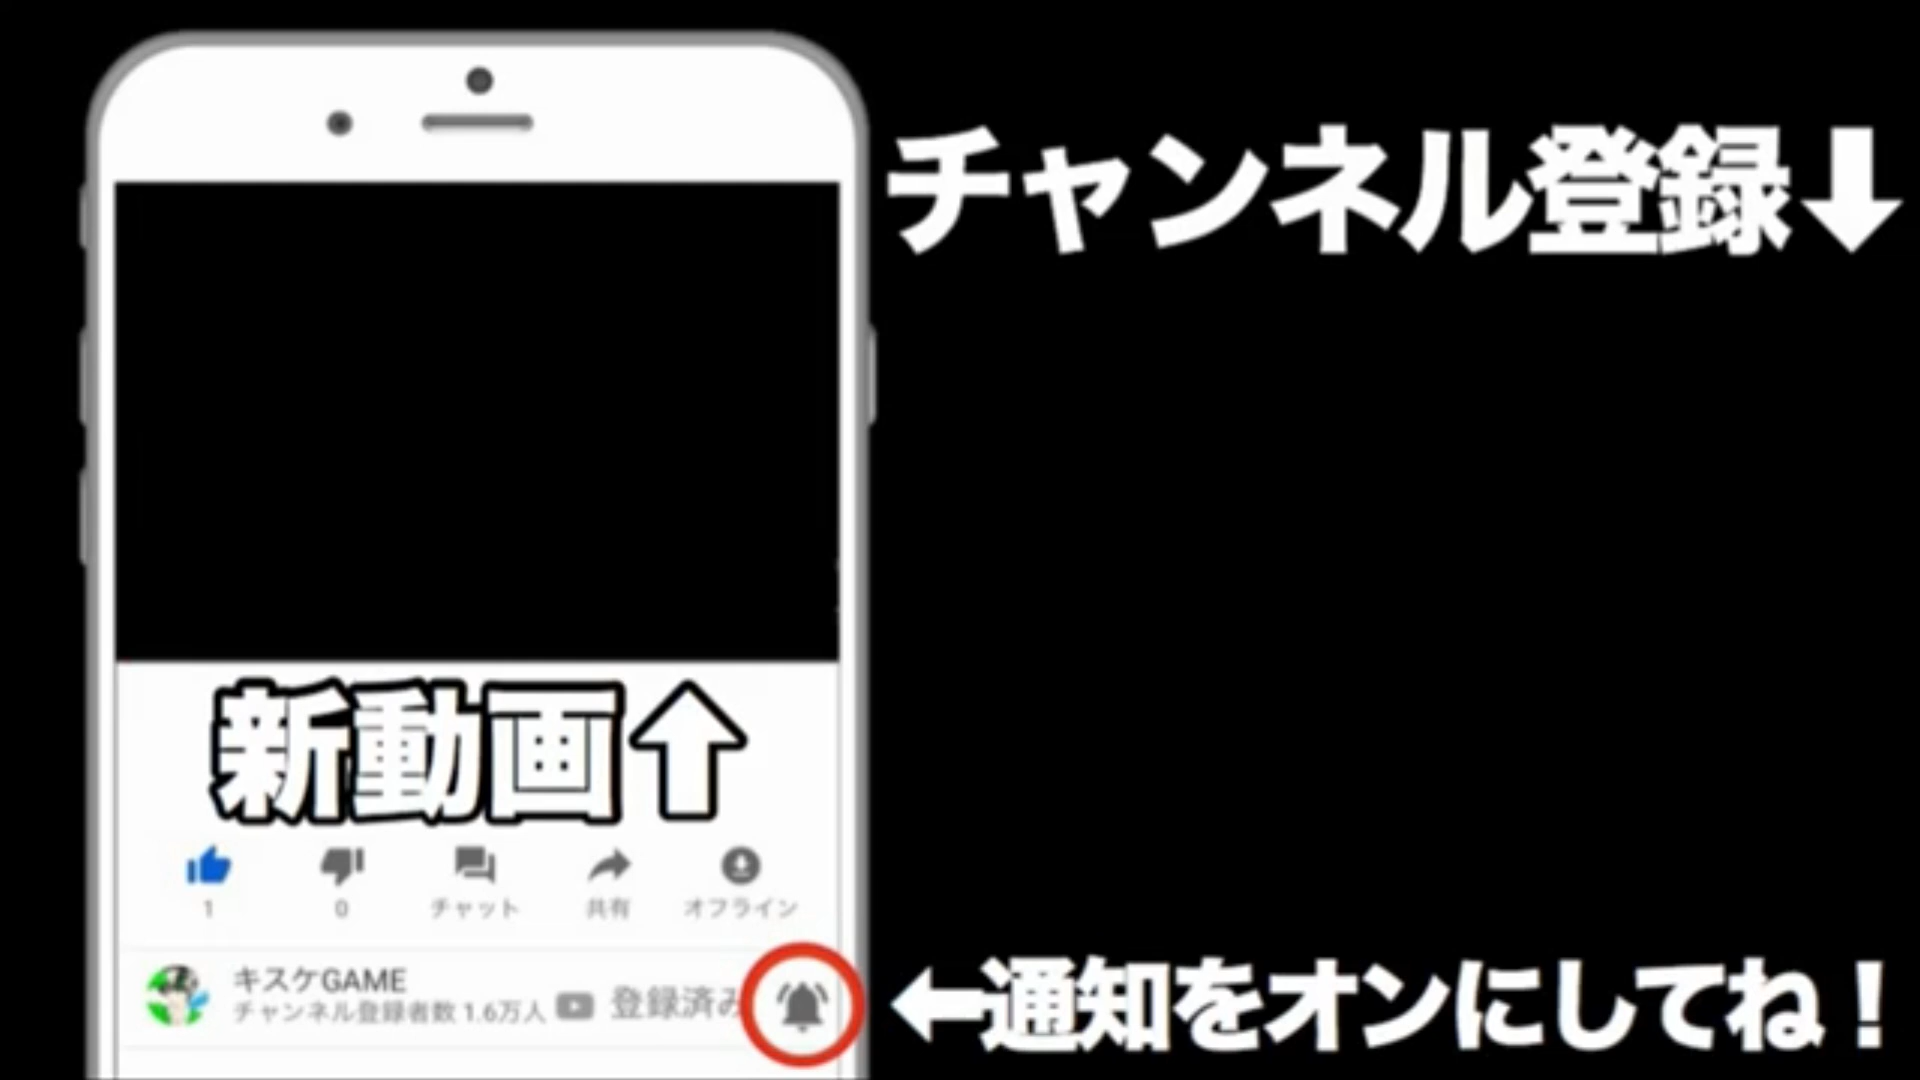 チャンネル登録⬇
新動画↑
1 0 チャット 共有 オフライン
キスケGAME
チャンネル登録者数 1.6万人 登録済み
⬅通知をオンにしてね！